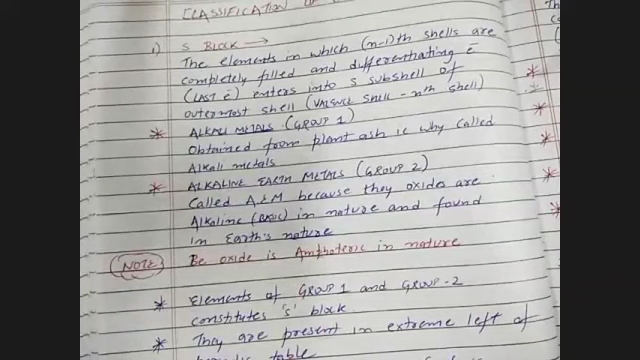 CLASSIFICATION OF
1) S BLOCK →
The elements in which (n-1)th shells are
completely filled and differentiating e
(LAST e) enters into s subshell of
outermost shell (VALENCE SHELL - nth shell)
* ALKALI METALS (GROUP 1)
Obtained from plant ash is why called
Alkali metals
* ALKALINE EARTH METALS (GROUP 2)
Called A.E.M because they oxides are
Alkaline (BASIC) in nature and found
in Earth's nature
NOTE Be oxide is Amphoteric in nature
* Elements of GROUP 1 and GROUP-2
constitutes 's' block
* They are present in extreme left of
table